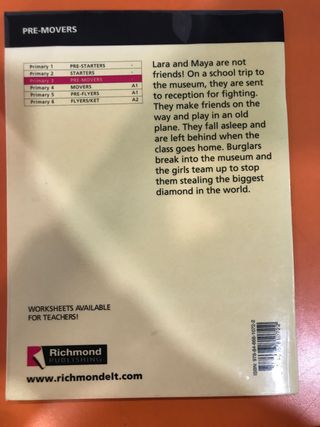 PRE-MOVERS
Primary 1 PRE-STARTERS -
Primary 2 STARTERS -
Primary 3 PRE-MOVERS -
Primary 4 MOVERS A1
Primary 5 PRE-FLYERS A1
Primary 6 FLYERS/KET A2
Lara and Maya are not
friends! On a school trip to
the museum, they are sent
to reception for fighting.
They make friends on the
way and play in an old
plane. They fall asleep and
are left behind when the
class goes home. Burglars
break into the museum and
the girls team up to stop
them stealing the biggest
diamond in the world.
WORKSHEETS AVAILABLE
FOR TEACHERS!
Richmond
PUBLISHING
www.richmondelt.com